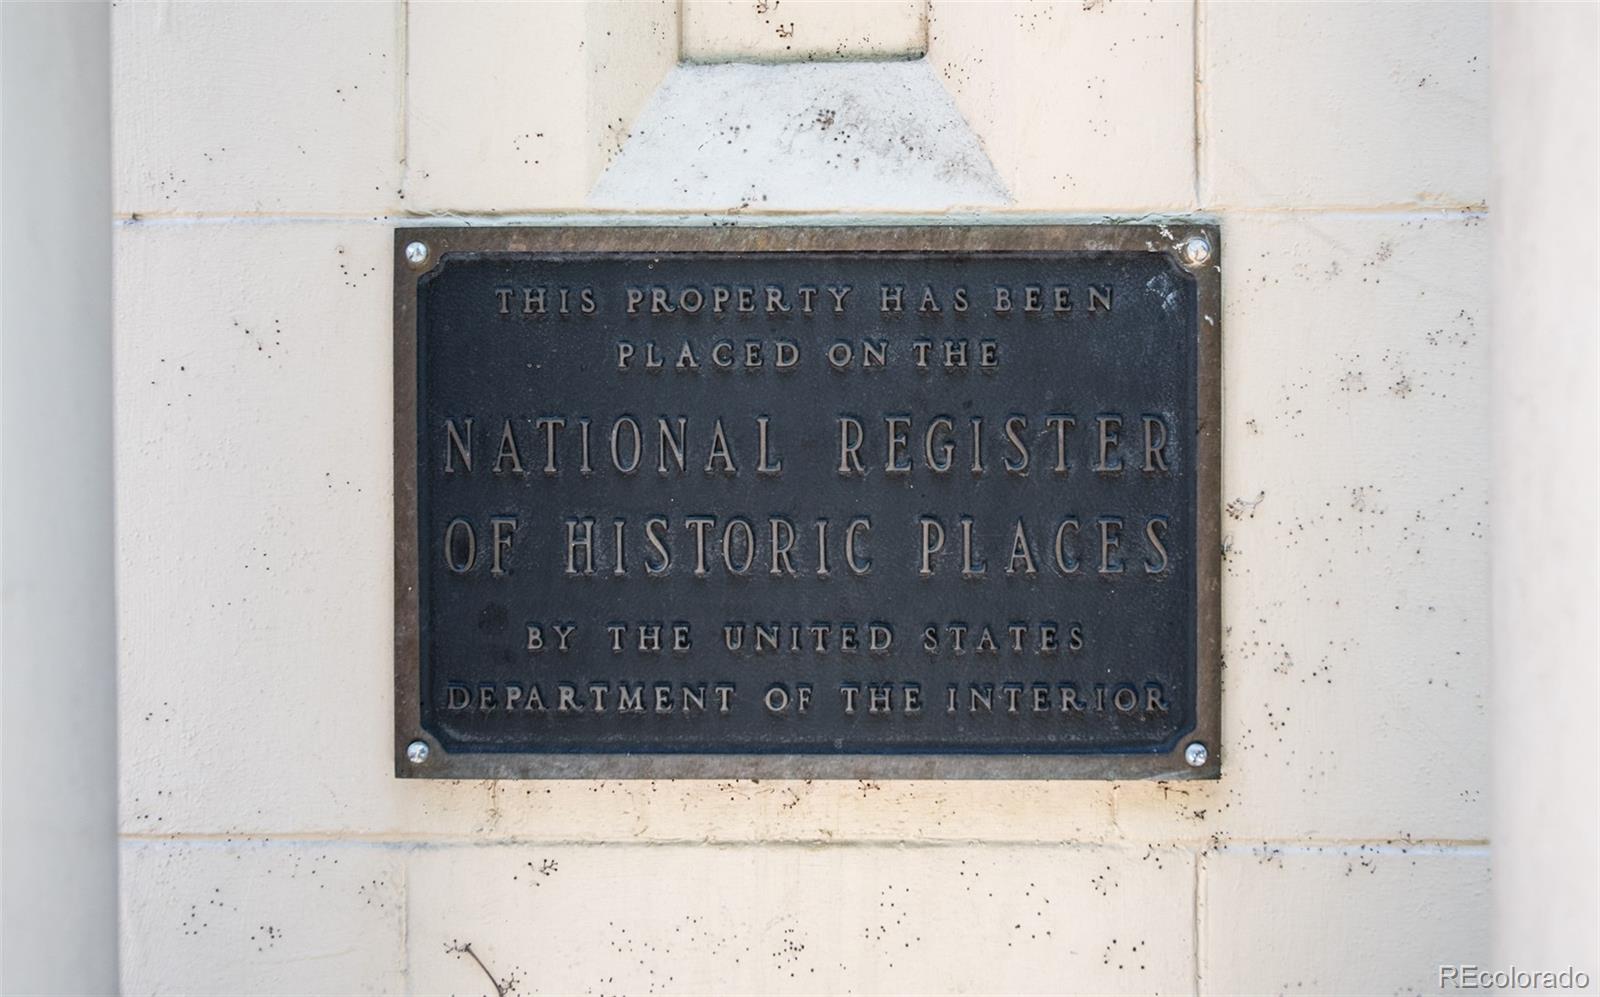 THIS PROPERTY HAS BEEN
PLACED ON THE
NATIONAL REGISTER
OF HISTORIC PLACES
BY THE UNITED STATES
DEPARTMENT OF THE INTERIOR
REcolorado